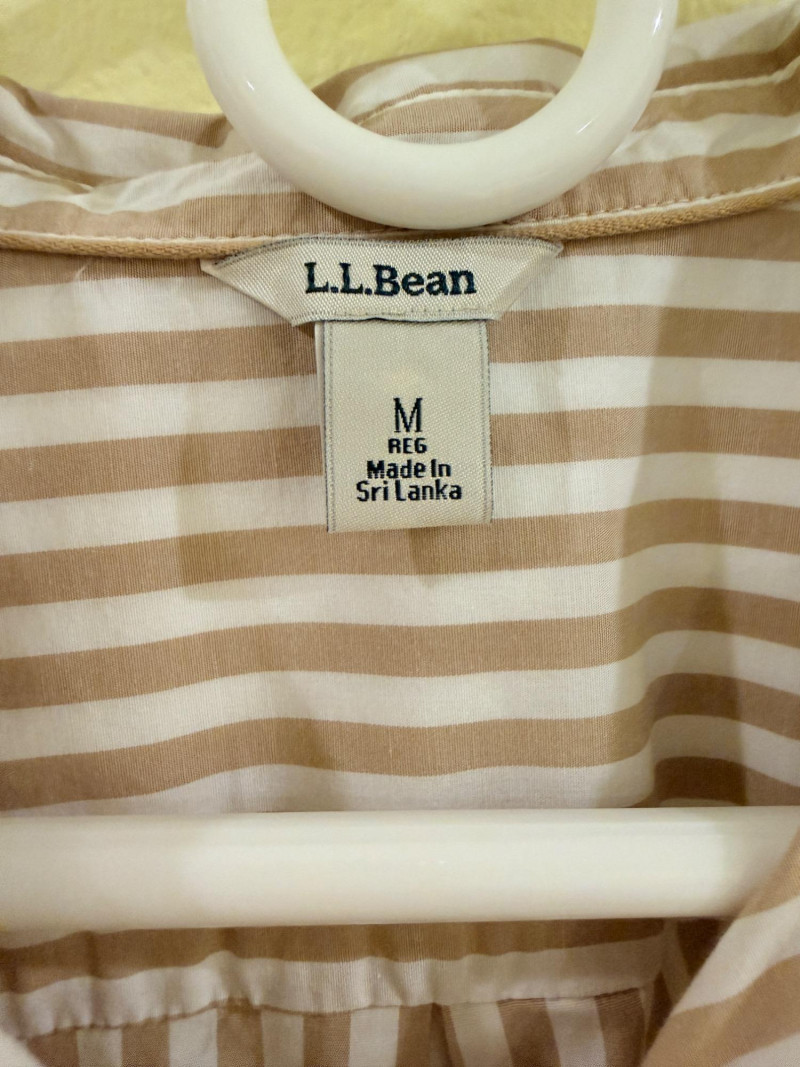 L.L.Bean
M
REG
Made In
Sri Lanka